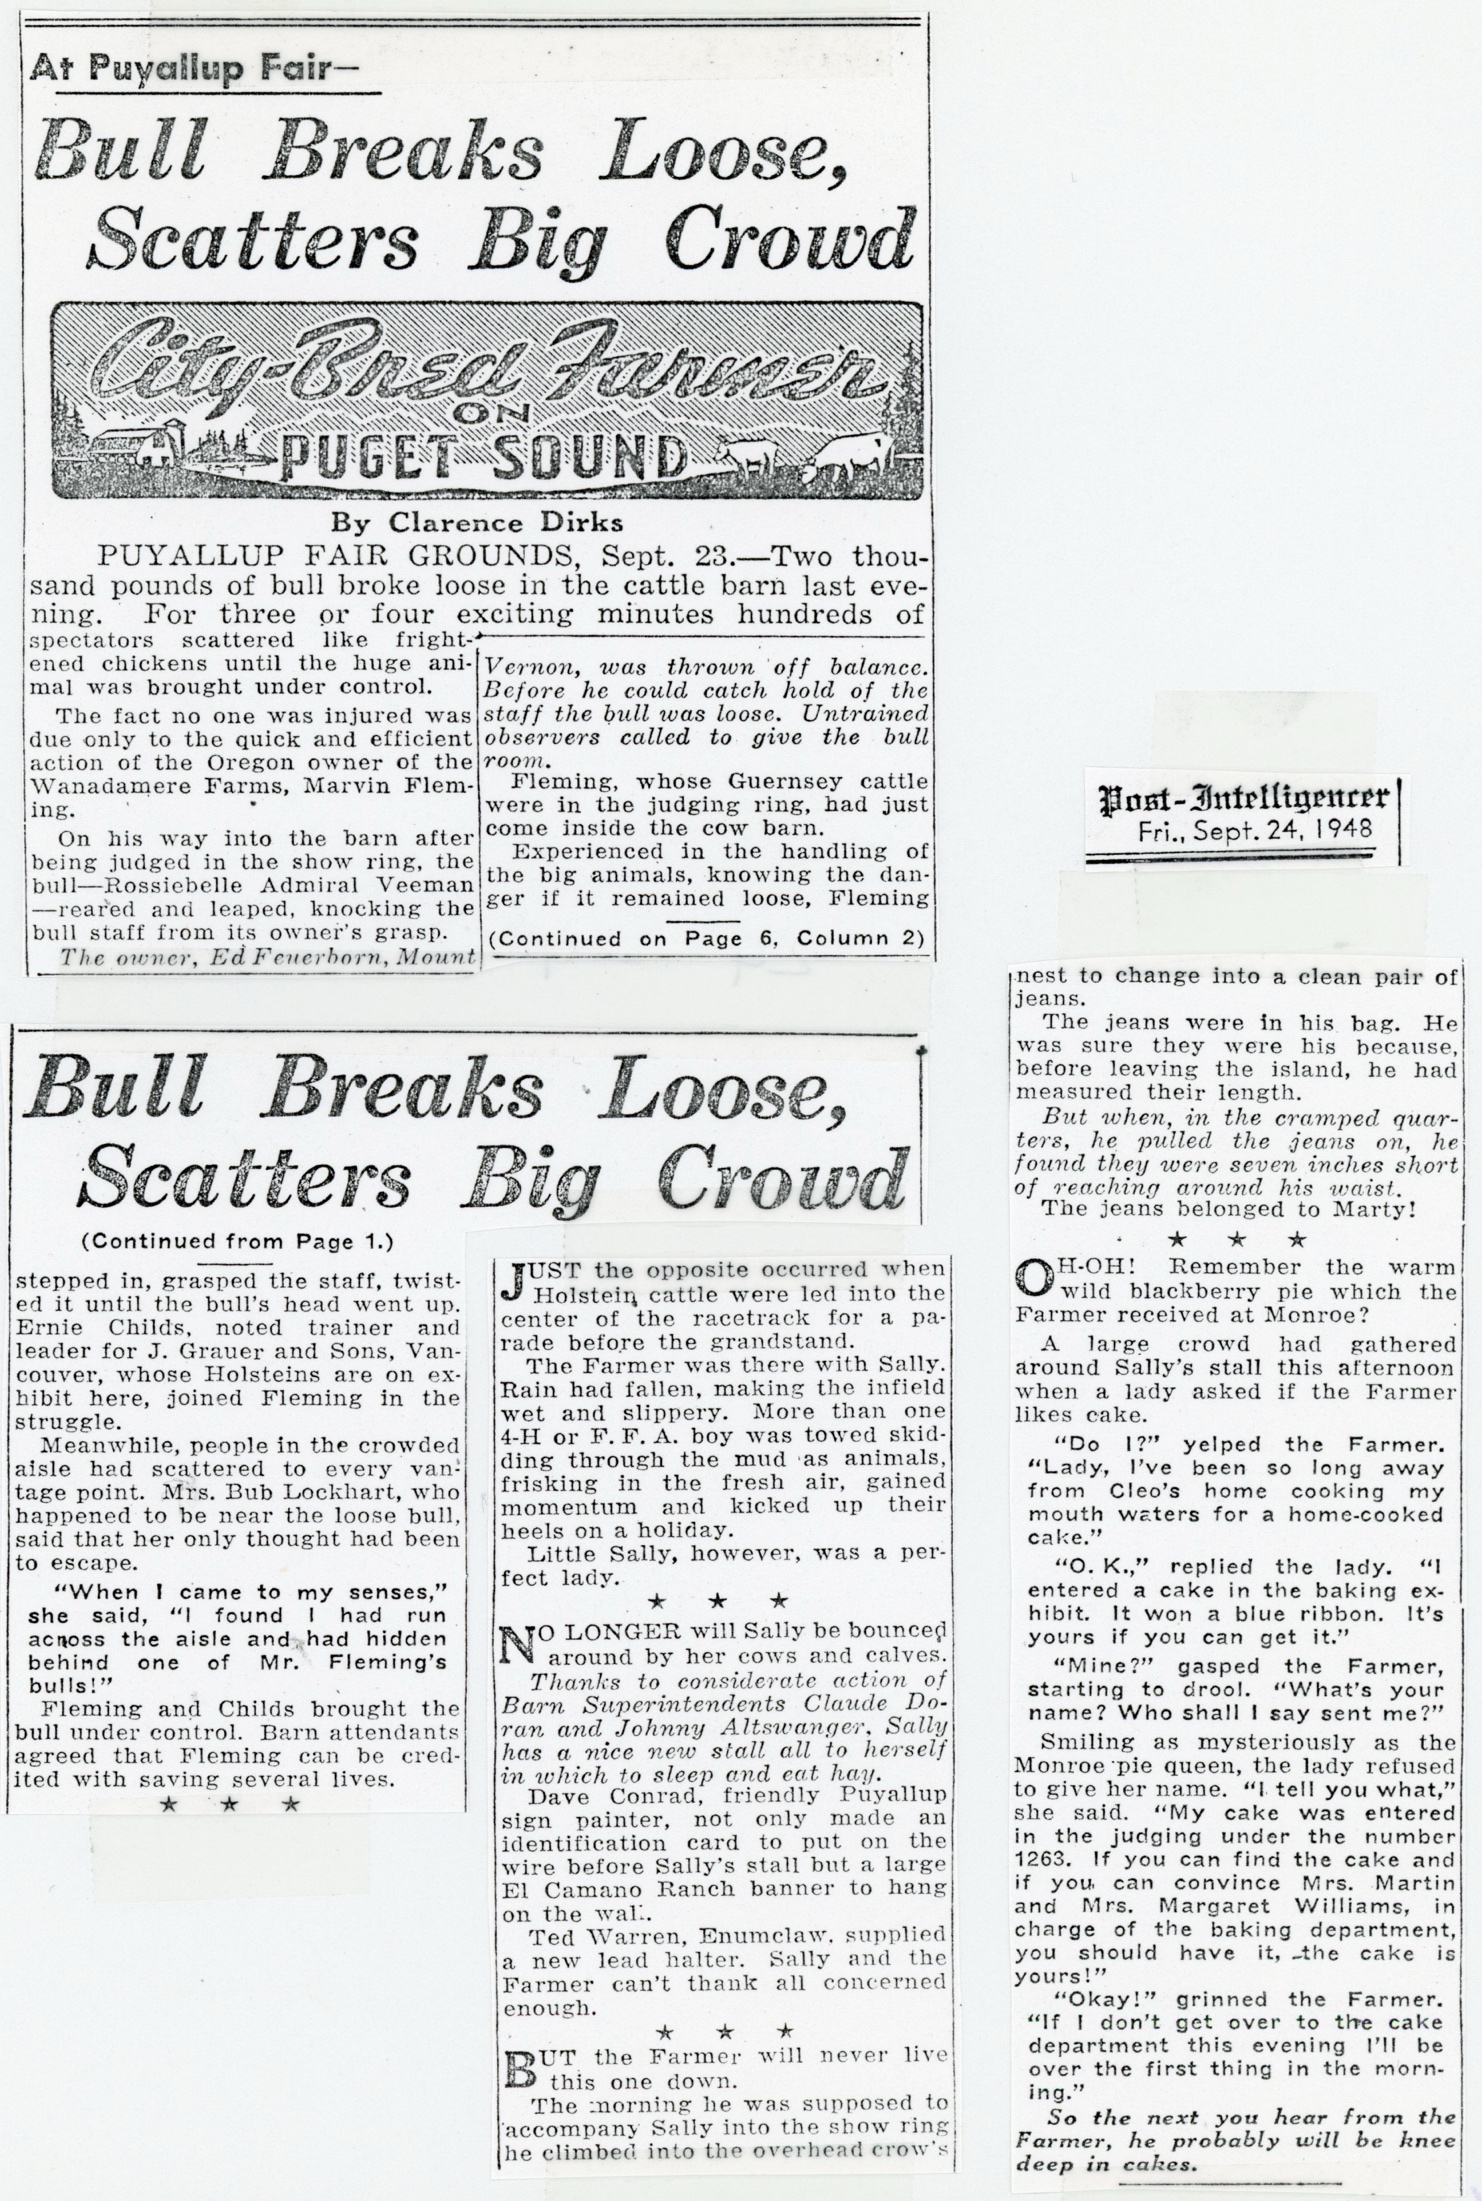 At Puyallup Fair—
Bull Breaks Loose,
Scatters Big Crowd
City-Bred Farmer
ON
PUGET SOUND
By Clarence Dirks
PUYALLUP FAIR GROUNDS, Sept. 23.—Two thou-
sand pounds of bull broke loose in the cattle barn last eve-
ning. For three or four exciting minutes hundreds of
spectators scattered like fright-
ened chickens until the huge ani-
mal was brought under control.
The fact no one was injured was
due only to the quick and efficient
action of the Oregon owner of the
Wanadamere Farms, Marvin Flem-
ing.
On his way into the barn after
being judged in the show ring, the
bull—Rossiebelle Admiral Veeman
—reared and leaped, knocking the
bull staff from its owner's grasp.
The owner, Ed Feuerborn, Mount
Vernon, was thrown off balance.
Before he could catch hold of the
staff the bull was loose. Untrained
observers called to give the bull
room.
Fleming, whose Guernsey cattle
were in the judging ring, had just
come inside the cow barn.
Experienced in the handling of
the big animals, knowing the dan-
ger if it remained loose, Fleming
(Continued on Page 6, Column 2)
Post-Intelligencer
Fri., Sept. 24, 1948
Bull Breaks Loose,
Scatters Big Crowd
(Continued from Page 1.)
stepped in, grasped the staff, twist-
ed it until the bull's head went up.
Ernie Childs, noted trainer and
leader for J. Grauer and Sons, Van-
couver, whose Holsteins are on ex-
hibit here, joined Fleming in the
struggle.
Meanwhile, people in the crowded
aisle had scattered to every van-
tage point. Mrs. Bub Lockhart, who
happened to be near the loose bull,
said that her only thought had been
to escape.
"When I came to my senses,"
she said, "I found I had run
across the aisle and had hidden
behind one of Mr. Fleming's
bulls!"
Fleming and Childs brought the
bull under control. Barn attendants
agreed that Fleming can be cred-
ited with saving several lives.
★ ★ ★
JUST the opposite occurred when
Holstein cattle were led into the
center of the racetrack for a pa-
rade before the grandstand.
The Farmer was there with Sally.
Rain had fallen, making the infield
wet and slippery. More than one
4-H or F. F. A. boy was towed skid-
ding through the mud as animals,
frisking in the fresh air, gained
momentum and kicked up their
heels on a holiday.
Little Sally, however, was a per-
fect lady.
★ ★ ★
NO LONGER will Sally be bounced
around by her cows and calves.
Thanks to considerate action of
Barn Superintendents Claude Do-
ran and Johnny Altswanger, Sally
has a nice new stall all to herself
in which to sleep and eat hay.
Dave Conrad, friendly Puyallup
sign painter, not only made an
identification card to put on the
wire before Sally's stall but a large
El Camano Ranch banner to hang
on the wall.
Ted Warren, Enumclaw, supplied
a new lead halter. Sally and the
Farmer can't thank all concerned
enough.
★ ★ ★
BUT the Farmer will never live
this one down.
The morning he was supposed to
accompany Sally into the show ring
he climbed into the overhead crow's
nest to change into a clean pair of
jeans.
The jeans were in his bag. He
was sure they were his because,
before leaving the island, he had
measured their length.
But when, in the cramped quar-
ters, he pulled the jeans on, he
found they were seven inches short
of reaching around his waist.
The jeans belonged to Marty!
★ ★ ★
OH-OH! Remember the warm
wild blackberry pie which the
Farmer received at Monroe?
A large crowd had gathered
around Sally's stall this afternoon
when a lady asked if the Farmer
likes cake.
"Do I?" yelped the Farmer.
"Lady, I've been so long away
from Cleo's home cooking my
mouth waters for a home-cooked
cake."
"O. K.," replied the lady. "I
entered a cake in the baking ex-
hibit. It won a blue ribbon. It's
yours if you can get it."
"Mine?" gasped the Farmer,
starting to drool. "What's your
name? Who shall I say sent me?"
Smiling as mysteriously as the
Monroe pie queen, the lady refused
to give her name. "I tell you what,"
she said. "My cake was entered
in the judging under the number
1263. If you can find the cake and
if you can convince Mrs. Martin
and Mrs. Margaret Williams, in
charge of the baking department,
you should have it, —the cake is
yours!"
"Okay!" grinned the Farmer.
"If I don't get over to the cake
department this evening I'll be
over the first thing in the morn-
ing."
So the next you hear from the
Farmer, he probably will be knee
deep in cakes.